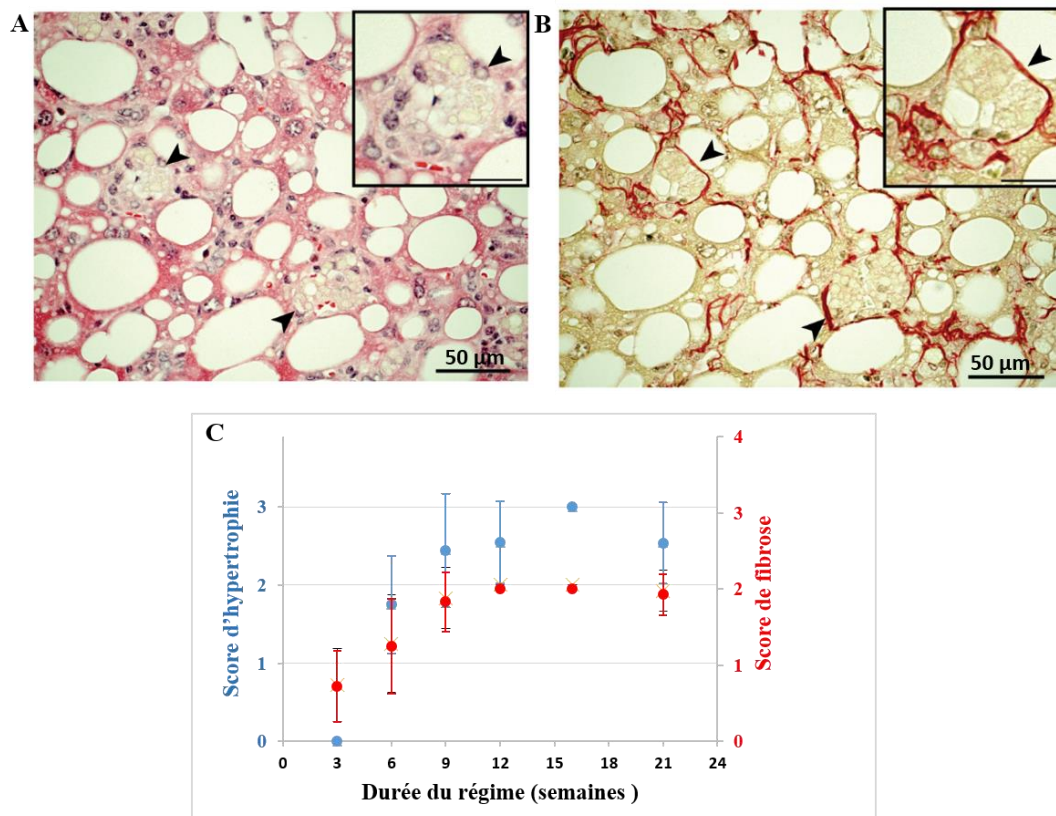 A
B
50 µm
50 µm
C
Score d’hypertrophie
3
2
1
0
4
3
2
1
0
Score de fibrose
0 3 6 9 12 15 18 21 24
Durée du régime (semaines )